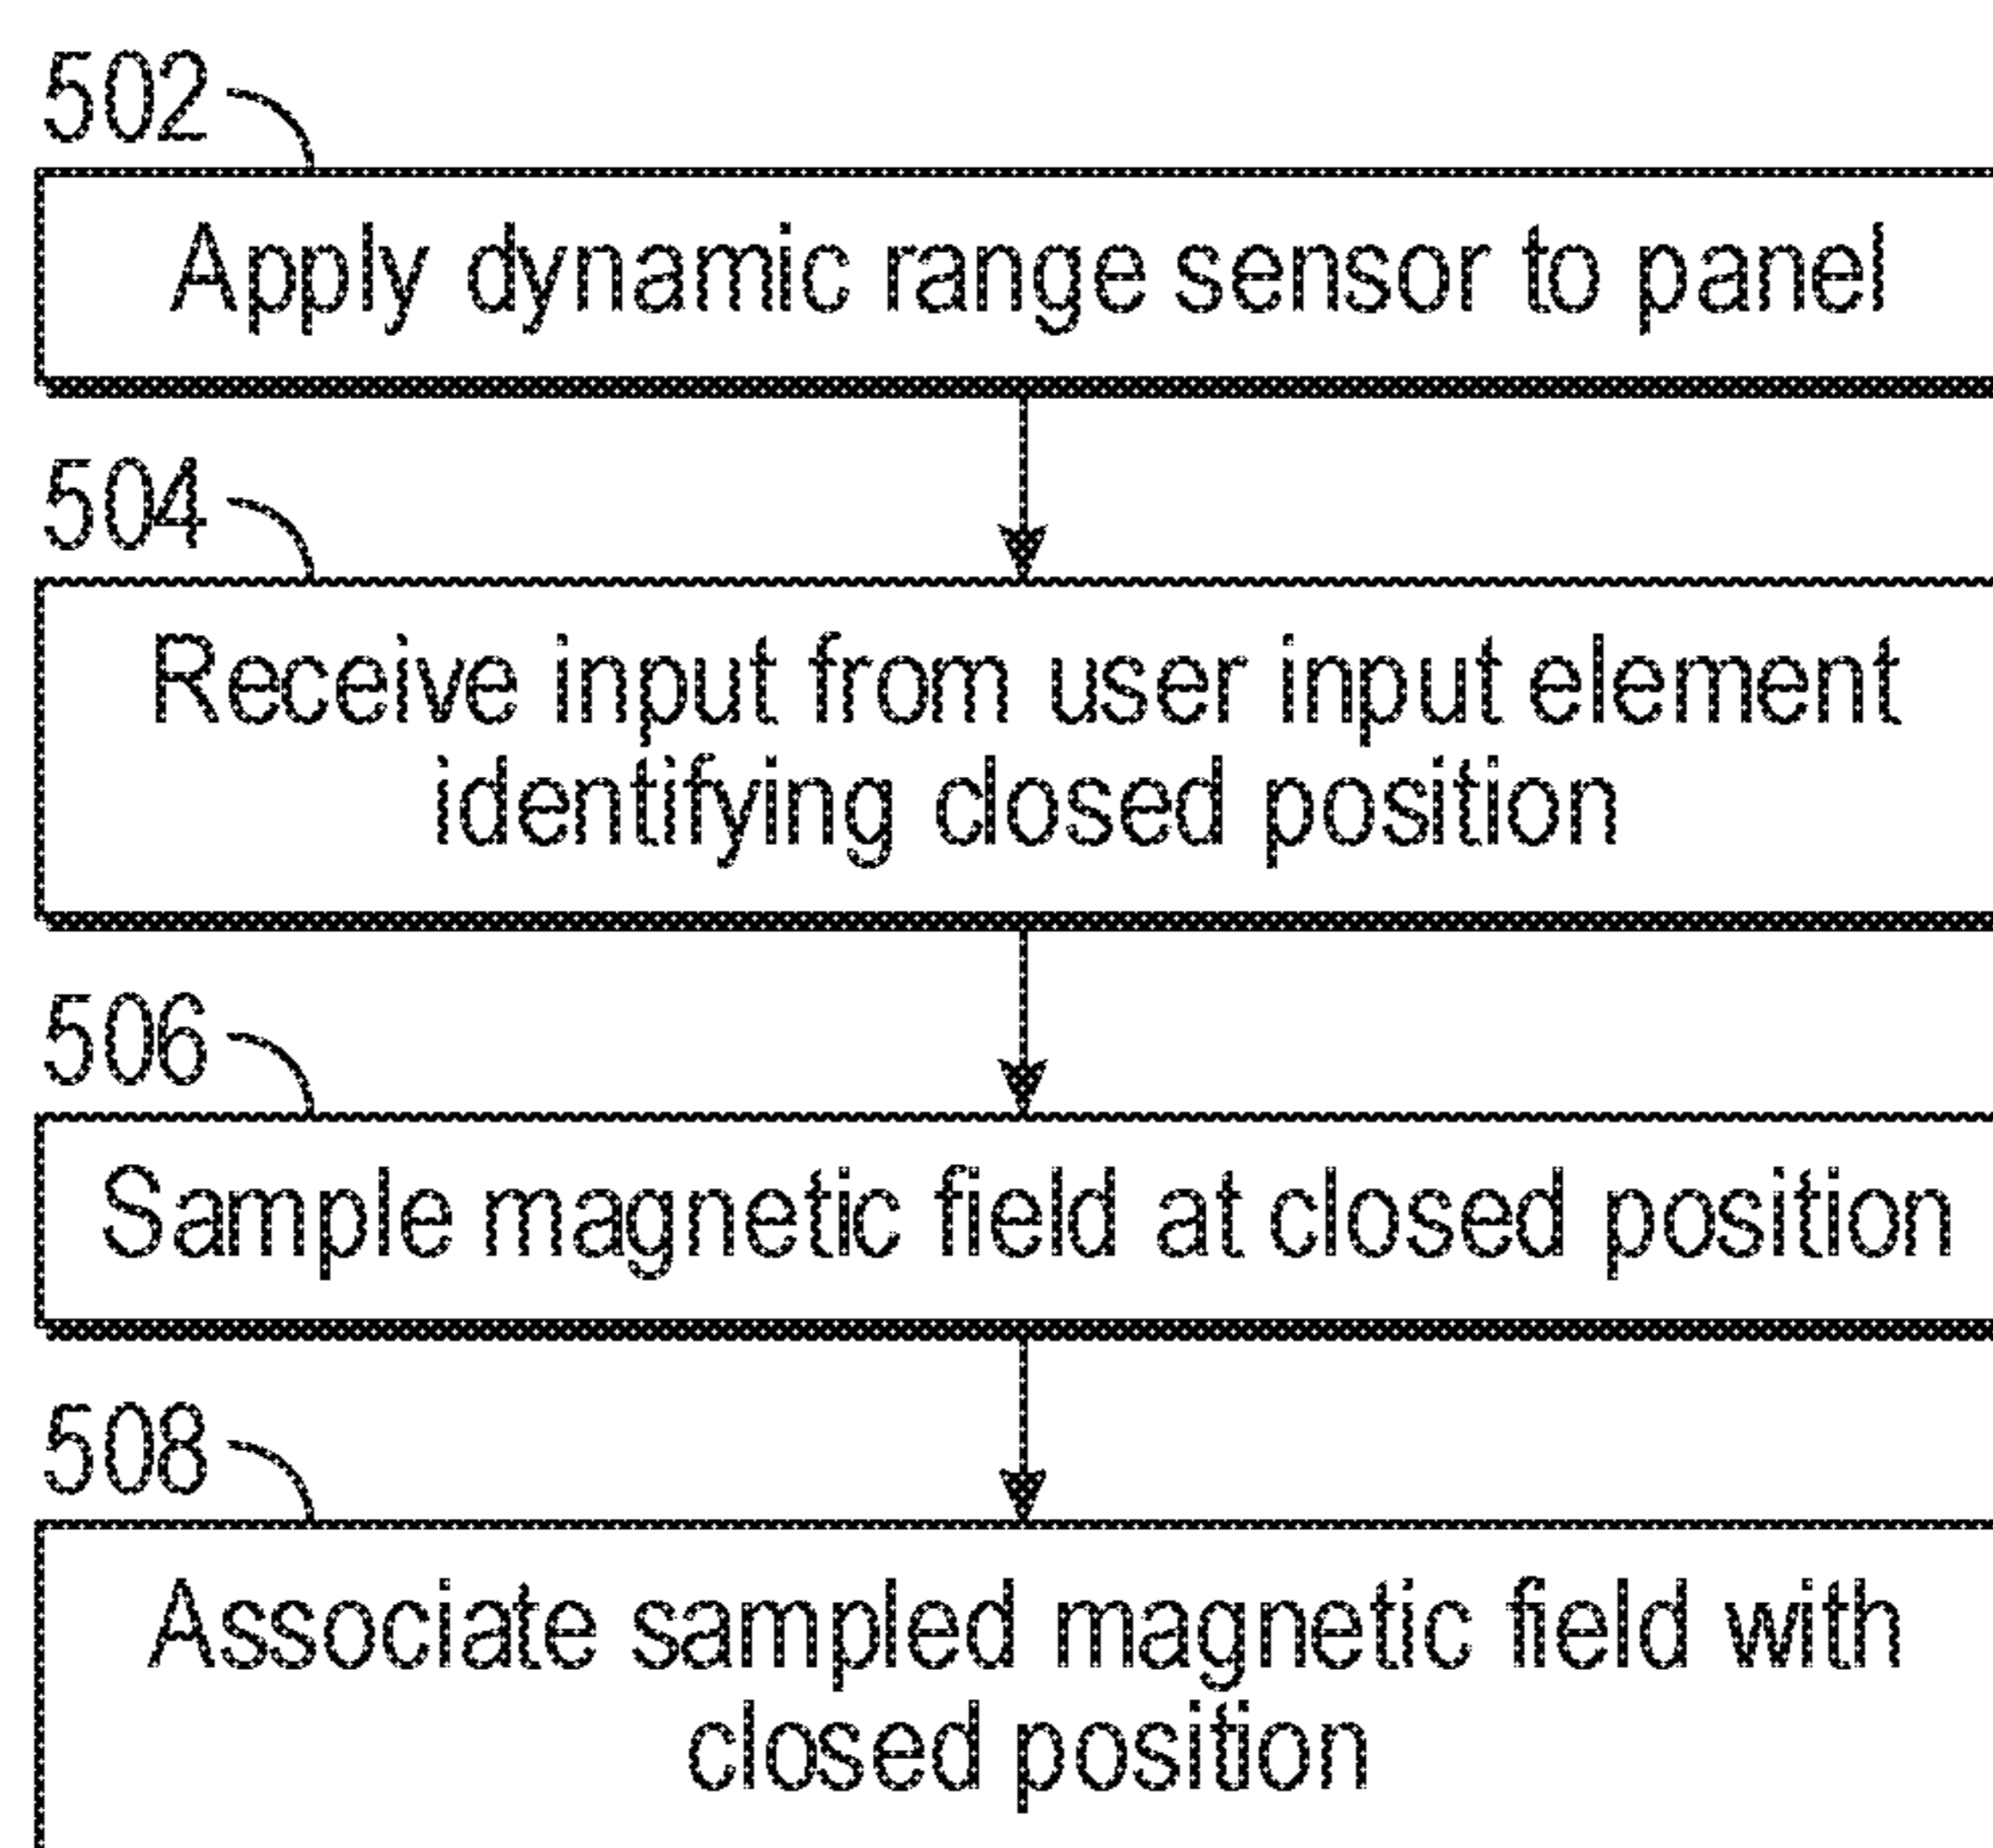 502
Apply dynamic range sensor to panel
504
Receive input from user input element
identifying closed position
506
Sample magnetic field at closed position
508
Associate sampled magnetic field with
closed position